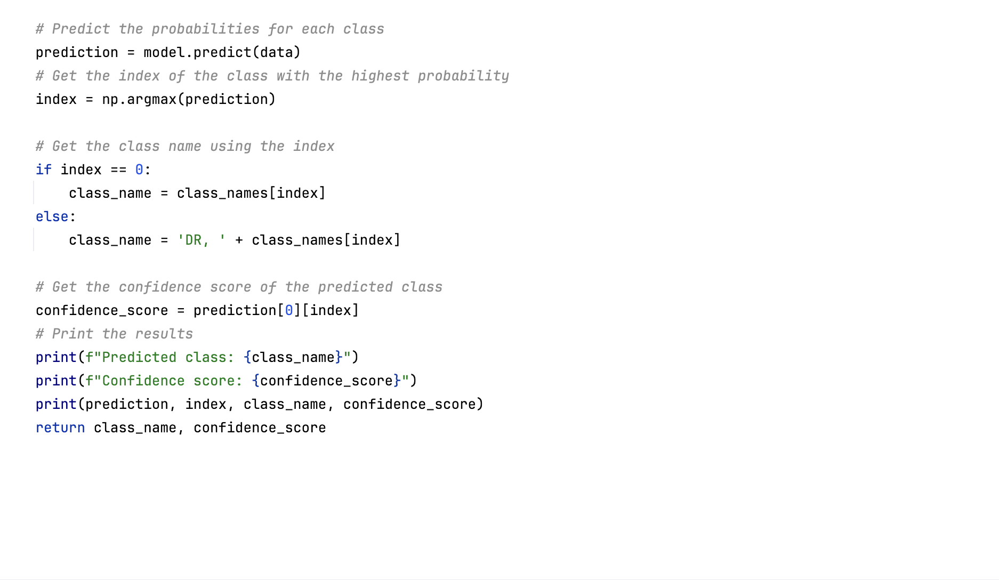 # Predict the probabilities for each class
prediction = model.predict(data)
# Get the index of the class with the highest probability
index = np.argmax(prediction)
# Get the class name using the index
if index == 0:
    class_name = class_names[index]
else:
    class_name = 'DR, ' + class_names[index]
# Get the confidence score of the predicted class
confidence_score = prediction[0][index]
# Print the results
print(f"Predicted class: {class_name}")
print(f"Confidence score: {confidence_score}")
print(prediction, index, class_name, confidence_score)
return class_name, confidence_score